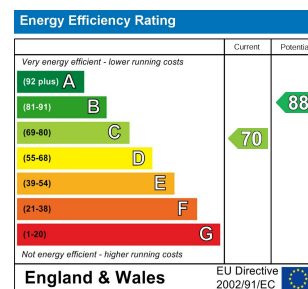 Energy Efficiency Rating
Current Potentia
Very energy efficient - lower running costs
(92 plus) A
(81-91) B
88
(69-80) C
70
(55-68) D
(39-54) E
(21-38) F
(1-20) G
Not energy efficient - higher running costs
England & Wales
EU Directive
2002/91/EC